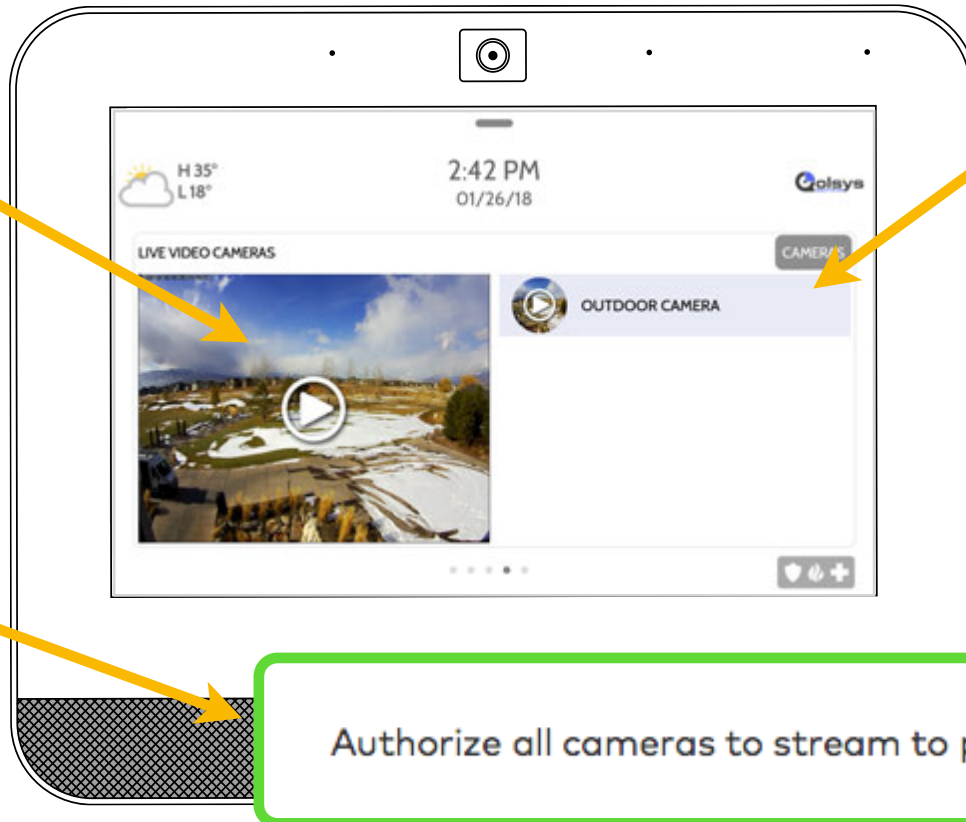 H 35°
L 18°
2:42 PM
01/26/18
Qolsys
LIVE VIDEO CAMERAS
CAMERAS
OUTDOOR CAMERA
Authorize all cameras to stream to p